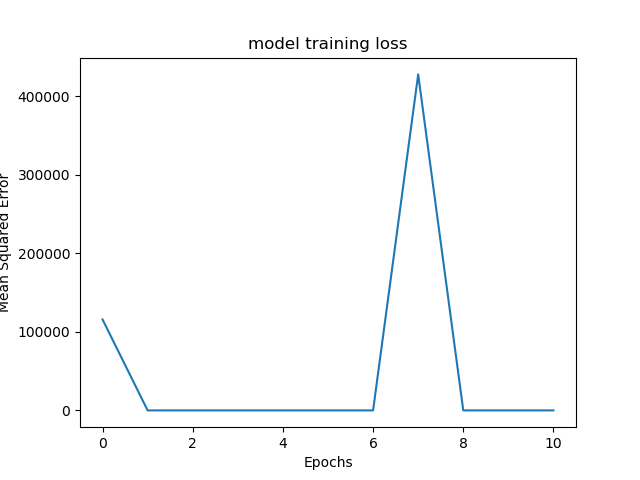 model training loss
Mean Squared Error
400000
300000
200000
100000
0
0 2 4 6 8 10
Epochs